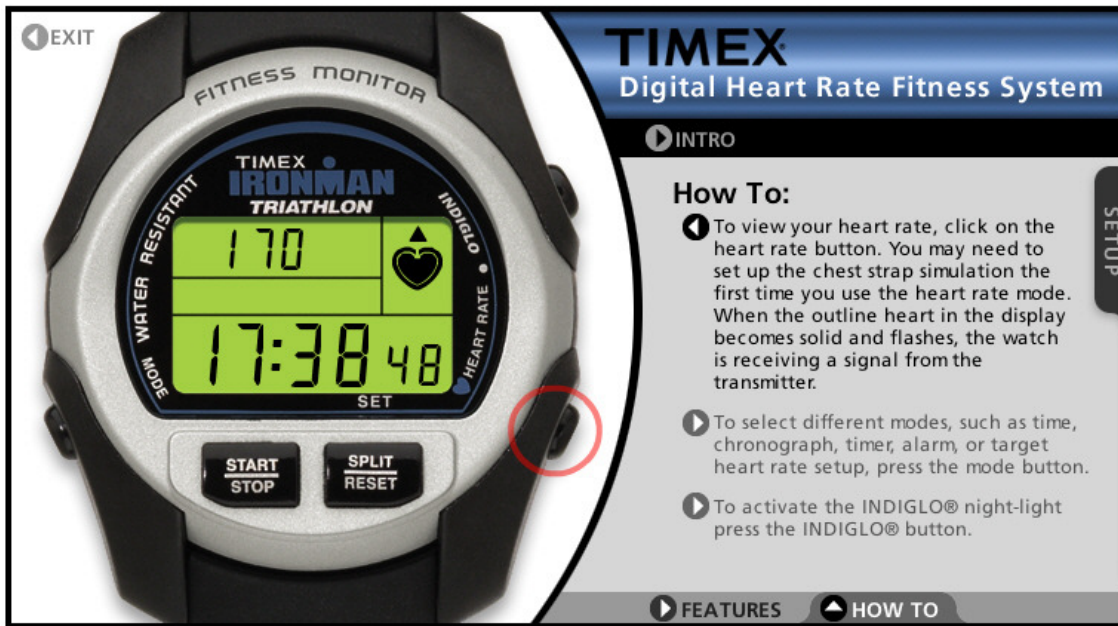 EXIT
FITNESS MONITOR
TIMEX
IRONMAN
TRIATHLON
WATER RESISTANT
INDIGLO
MODE
HEART RATE
170
17:38 48
SET
START
STOP
SPLIT
RESET
TIMEX
Digital Heart Rate Fitness System
INTRO
How To:
To view your heart rate, click on the
heart rate button. You may need to
set up the chest strap simulation the
first time you use the heart rate mode.
When the outline heart in the display
becomes solid and flashes, the watch
is receiving a signal from the
transmitter.
To select different modes, such as time,
chronograph, timer, alarm, or target
heart rate setup, press the mode button.
To activate the INDIGLO® night-light
press the INDIGLO® button.
SETUP
FEATURES
HOW TO